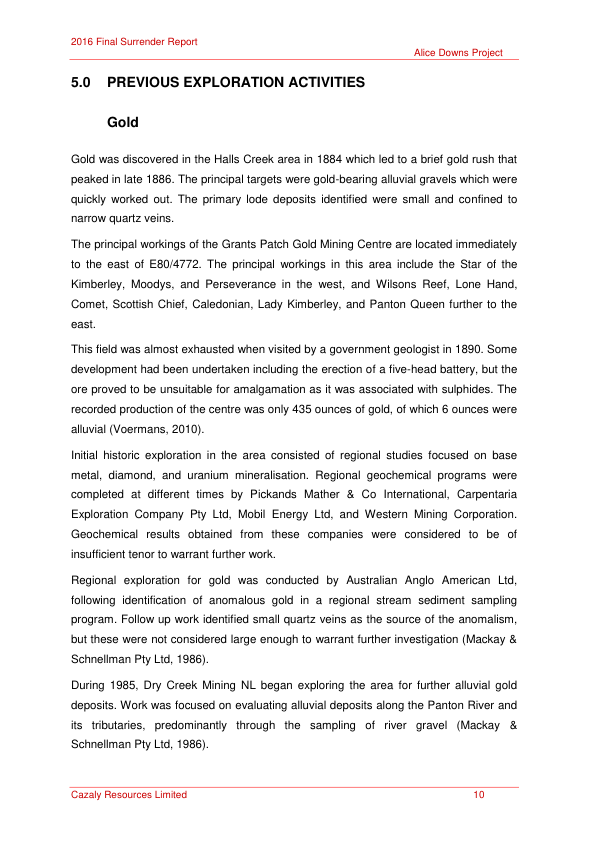 2016 Final Surrender Report
Alice Downs Project
5.0 PREVIOUS EXPLORATION ACTIVITIES
Gold
Gold was discovered in the Halls Creek area in 1884 which led to a brief gold rush that
peaked in late 1886. The principal targets were gold-bearing alluvial gravels which were
quickly worked out. The primary lode deposits identified were small and confined to
narrow quartz veins.
The principal workings of the Grants Patch Gold Mining Centre are located immediately
to the east of E80/4772. The principal workings in this area include the Star of the
Kimberley, Moodys, and Perseverance in the west, and Wilsons Reef, Lone Hand,
Comet, Scottish Chief, Caledonian, Lady Kimberley, and Panton Queen further to the
east.
This field was almost exhausted when visited by a government geologist in 1890. Some
development had been undertaken including the erection of a five-head battery, but the
ore proved to be unsuitable for amalgamation as it was associated with sulphides. The
recorded production of the centre was only 435 ounces of gold, of which 6 ounces were
alluvial (Voermans, 2010).
Initial historic exploration in the area consisted of regional studies focused on base
metal, diamond, and uranium mineralisation. Regional geochemical programs were
completed at different times by Pickands Mather & Co International, Carpentaria
Exploration Company Pty Ltd, Mobil Energy Ltd, and Western Mining Corporation.
Geochemical results obtained from these companies were considered to be of
insufficient tenor to warrant further work.
Regional exploration for gold was conducted by Australian Anglo American Ltd,
following identification of anomalous gold in a regional stream sediment sampling
program. Follow up work identified small quartz veins as the source of the anomalism,
but these were not considered large enough to warrant further investigation (Mackay &
Schnellman Pty Ltd, 1986).
During 1985, Dry Creek Mining NL began exploring the area for further alluvial gold
deposits. Work was focused on evaluating alluvial deposits along the Panton River and
its tributaries, predominantly through the sampling of river gravel (Mackay &
Schnellman Pty Ltd, 1986).
Cazaly Resources Limited
10